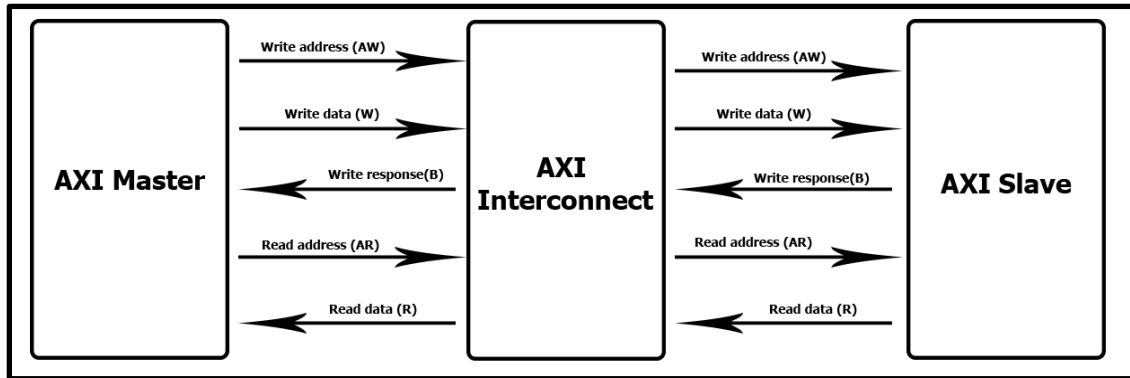 Write address (AW)
Write address (AW)
Write data (W)
Write data (W)
AXI Master
Write response(B)
AXI
Interconnect
Write response(B)
AXI Slave
Read address (AR)
Read address (AR)
Read data (R)
Read data (R)